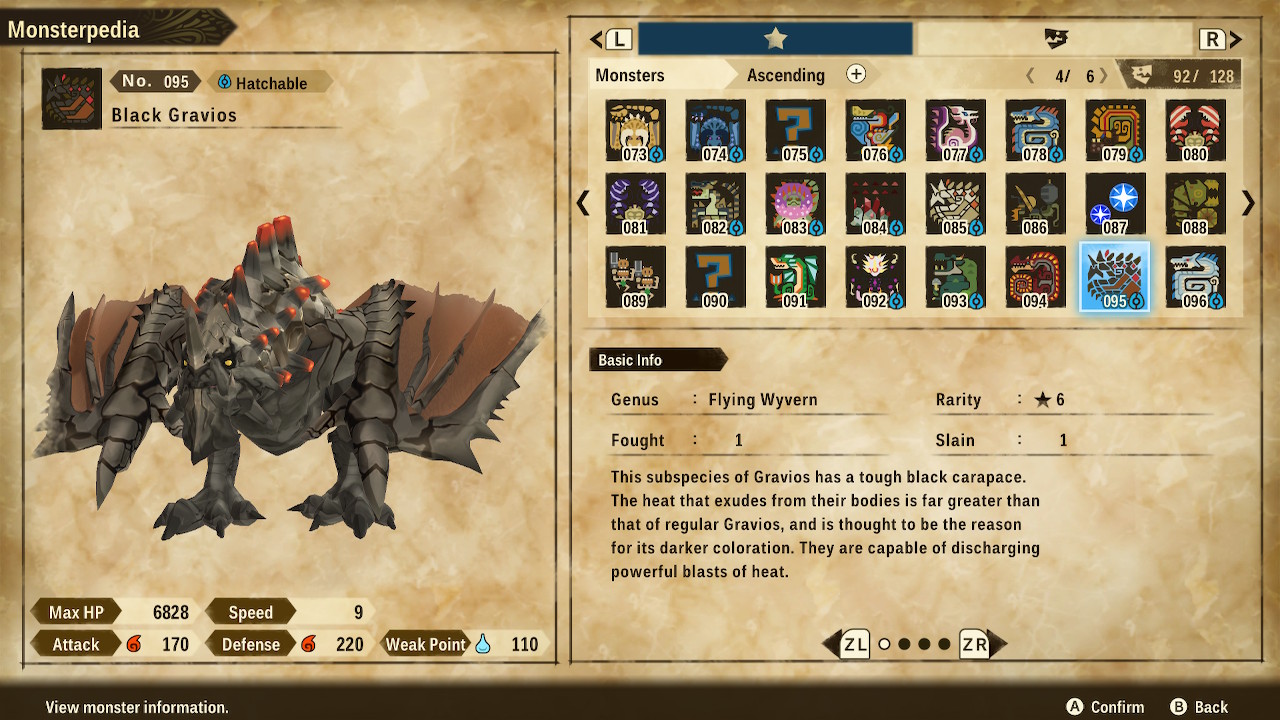 Monsterpedia
No. 095
Hatchable
Black Gravios
Max HP 6828
Speed 9
Attack 170
Defense 220
Weak Point 110
L
R
Monsters
Ascending
4/ 6
92/ 128
073 074 075 076 077 078 079 080
081 082 083 084 085 086 087 088
089 090 091 092 093 094 095 096
Basic Info
Genus : Flying Wyvern
Rarity : ★ 6
Fought : 1
Slain : 1
This subspecies of Gravios has a tough black carapace.
The heat that exudes from their bodies is far greater than
that of regular Gravios, and is thought to be the reason
for its darker coloration. They are capable of discharging
powerful blasts of heat.
ZL ZR
View monster information.
A Confirm
B Back